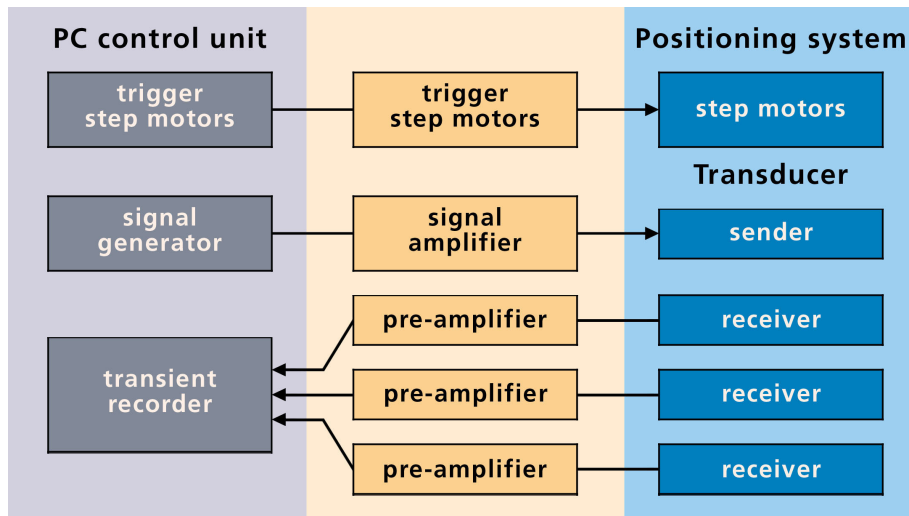 PC control unit
Positioning system
trigger
step motors
trigger
step motors
step motors
Transducer
signal
generator
signal
amplifier
sender
pre-amplifier
receiver
transient
recorder
pre-amplifier
receiver
pre-amplifier
receiver